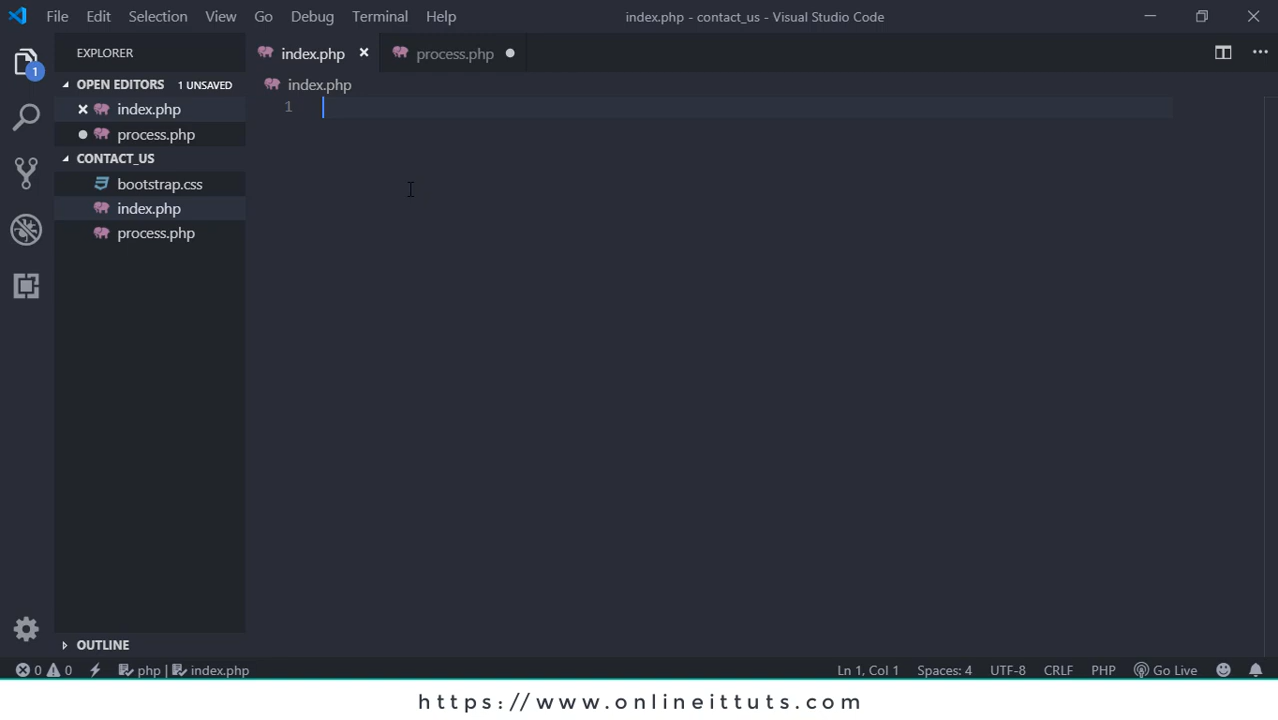 File Edit Selection View Go Debug Terminal Help index.php - contact_us - Visual Studio Code
1
EXPLORER
index.php process.php
OPEN EDITORS 1 UNSAVED
index.php
process.php
CONTACT_US
bootstrap.css
index.php
process.php
index.php
1
OUTLINE
0 0 php | index.php Ln 1, Col 1 Spaces: 4 UTF-8 CRLF PHP Go Live
https://www.onlineittuts.com